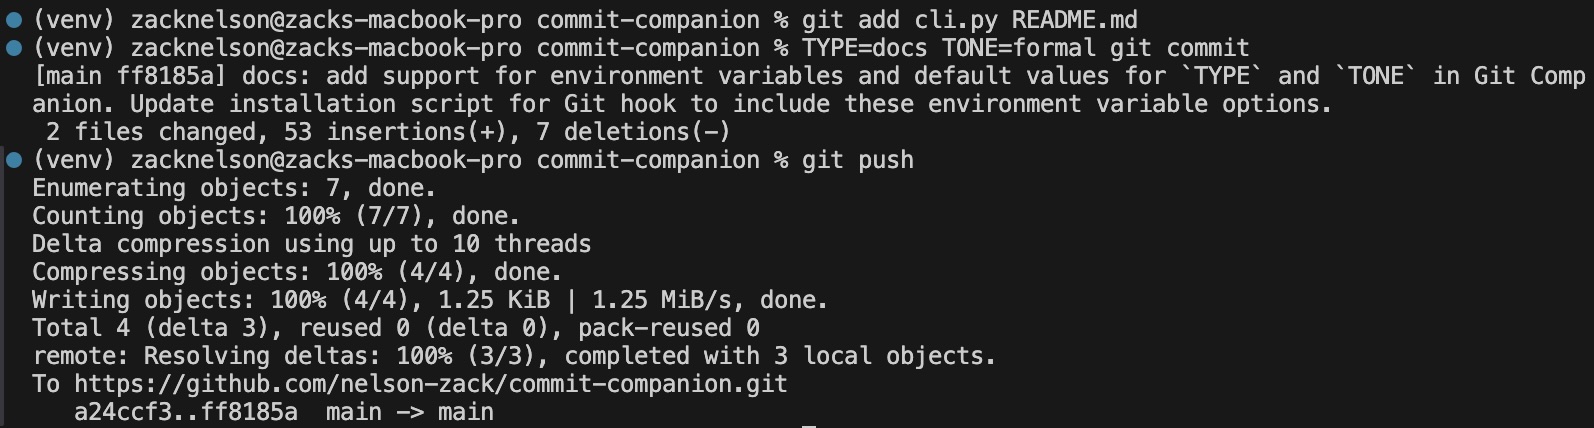 (venv) zacknelson@zacks-macbook-pro commit-companion % git add cli.py README.md
(venv) zacknelson@zacks-macbook-pro commit-companion % TYPE=docs TONE=formal git commit
[main ff8185a] docs: add support for environment variables and default values for `TYPE` and `TONE` in Git Comp
anion. Update installation script for Git hook to include these environment variable options.
 2 files changed, 53 insertions(+), 7 deletions(-)
(venv) zacknelson@zacks-macbook-pro commit-companion % git push
Enumerating objects: 7, done.
Counting objects: 100% (7/7), done.
Delta compression using up to 10 threads
Compressing objects: 100% (4/4), done.
Writing objects: 100% (4/4), 1.25 KiB | 1.25 MiB/s, done.
Total 4 (delta 3), reused 0 (delta 0), pack-reused 0
remote: Resolving deltas: 100% (3/3), completed with 3 local objects.
To https://github.com/nelson-zack/commit-companion.git
   a24ccf3..ff8185a  main -> main